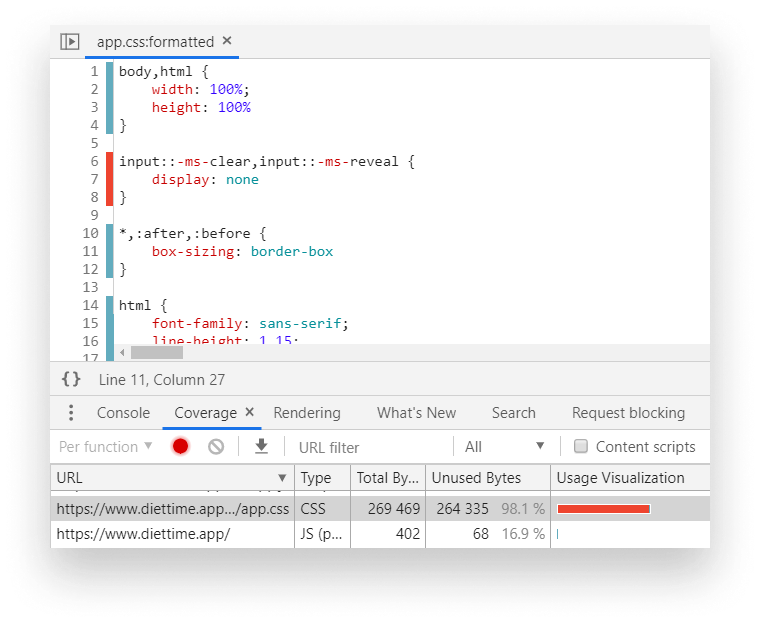 app.css:formatted ×
1 body,html {
2 width: 100%;
3 height: 100%
4 }
5
6 input::-ms-clear,input::-ms-reveal {
7 display: none
8 }
9
10 *,:after,:before {
11 box-sizing: border-box
12 }
13
14 html {
15 font-family: sans-serif;
16 line-height: 1.15;
17
{} Line 11, Column 27
Console Coverage × Rendering What's New Search Request blocking
Per function ▼ URL filter All ▼ Content scripts
URL ▼ Type Total By... Unused Bytes Usage Visualization
https://www.diettime.app.../app.css CSS 269 469 264 335 98.1 %
https://www.diettime.app/ JS (p... 402 68 16.9 %